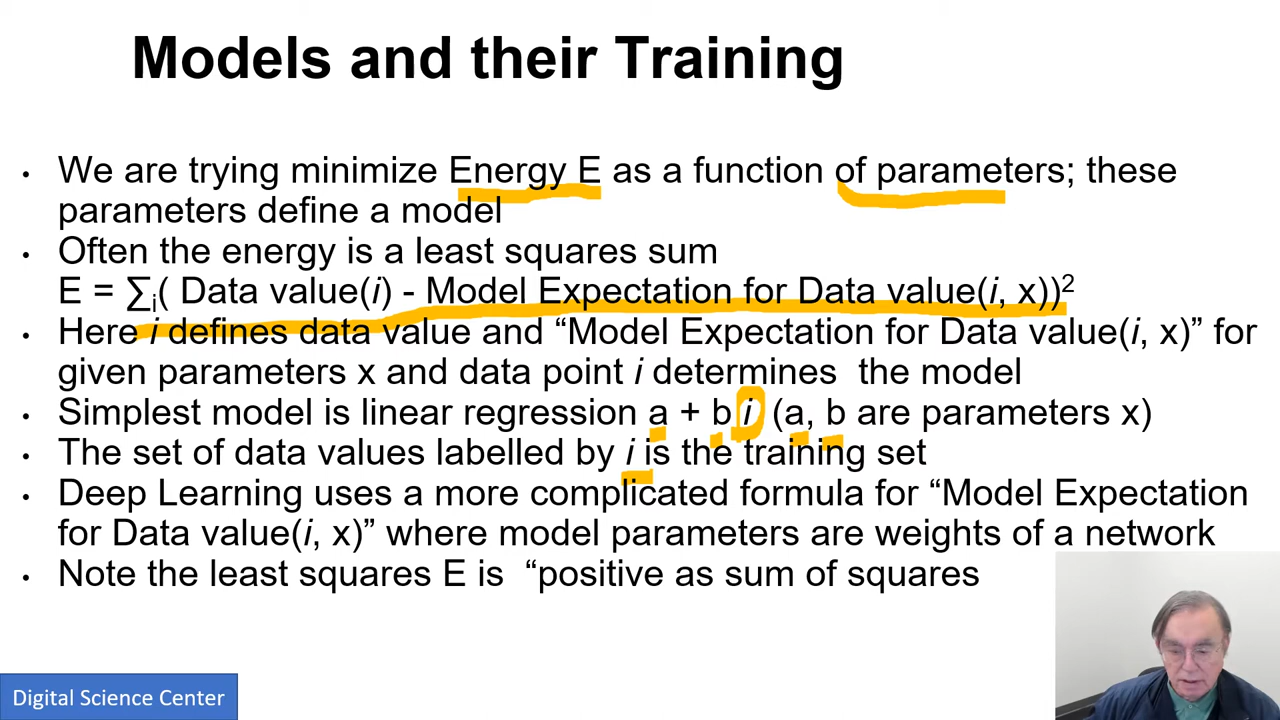 Models and their Training
• We are trying minimize Energy E as a function of parameters; these
parameters define a model
• Often the energy is a least squares sum
E = ∑i( Data value(i) - Model Expectation for Data value(i, x))²
• Here i defines data value and “Model Expectation for Data value(i, x)” for
given parameters x and data point i determines the model
• Simplest model is linear regression a + b i (a, b are parameters x)
• The set of data values labelled by i is the training set
• Deep Learning uses a more complicated formula for “Model Expectation
for Data value(i, x)” where model parameters are weights of a network
• Note the least squares E is “positive as sum of squares
Digital Science Center